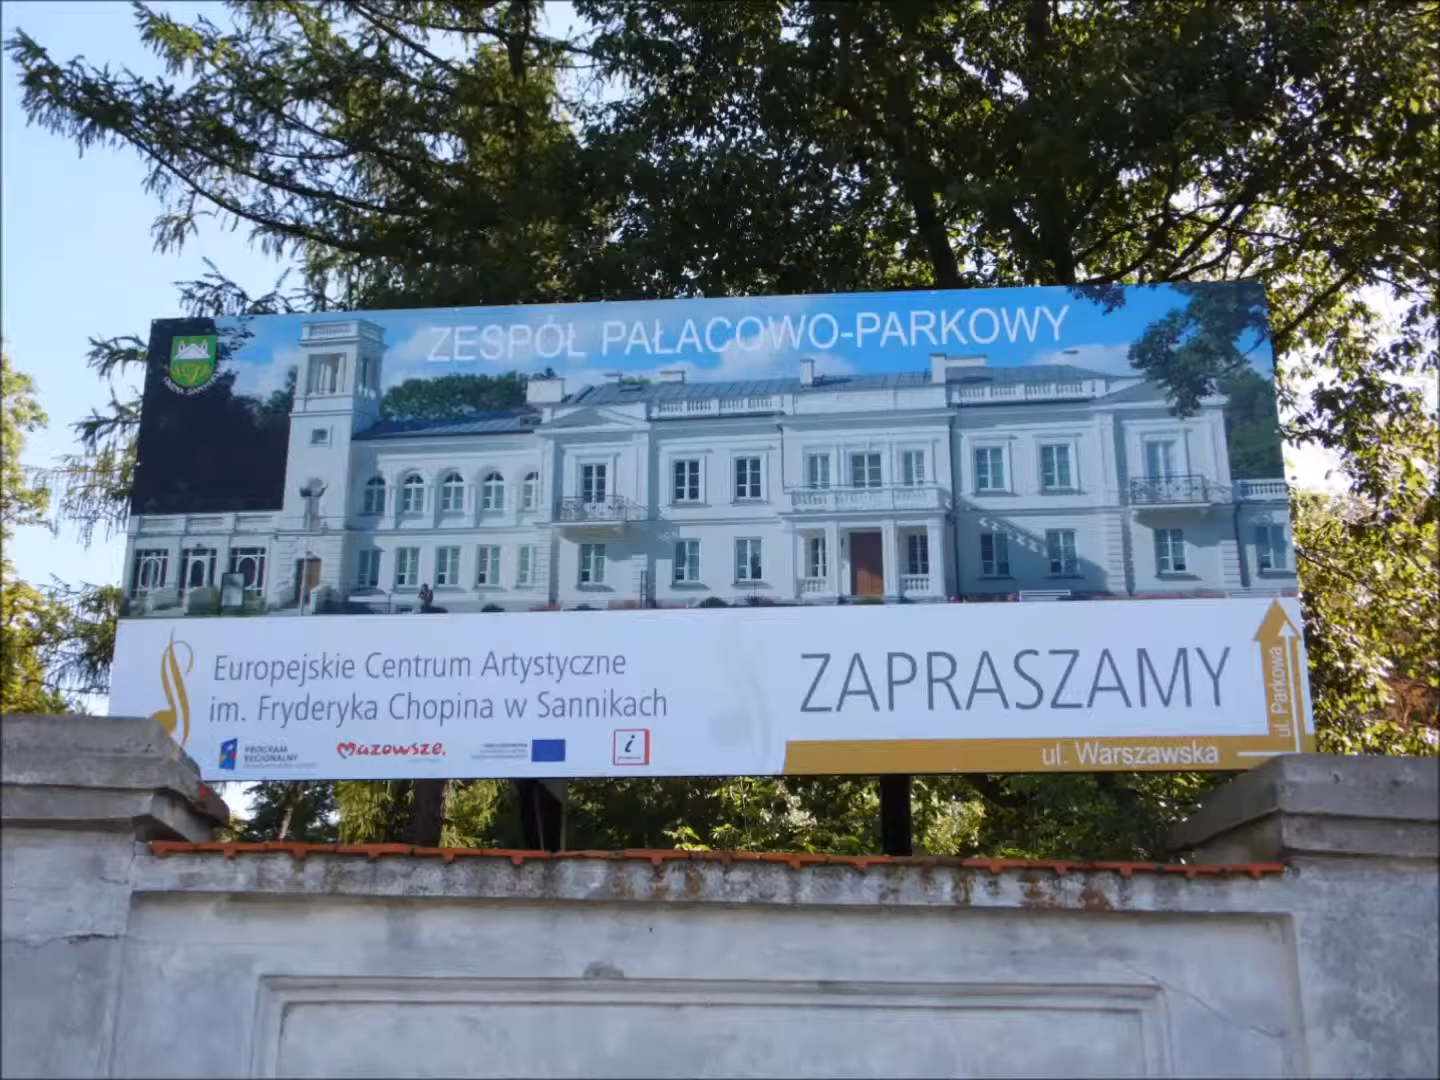 ZESPÓŁ PAŁACOWO-PARKOWY
Europejskie Centrum Artystyczne
im. Fryderyka Chopina w Sannikach
ZAPRASZAMY
ul. Parkowa
ul. Warszawska
PROGRAM
REGIONALNY
Mazowsze.
i